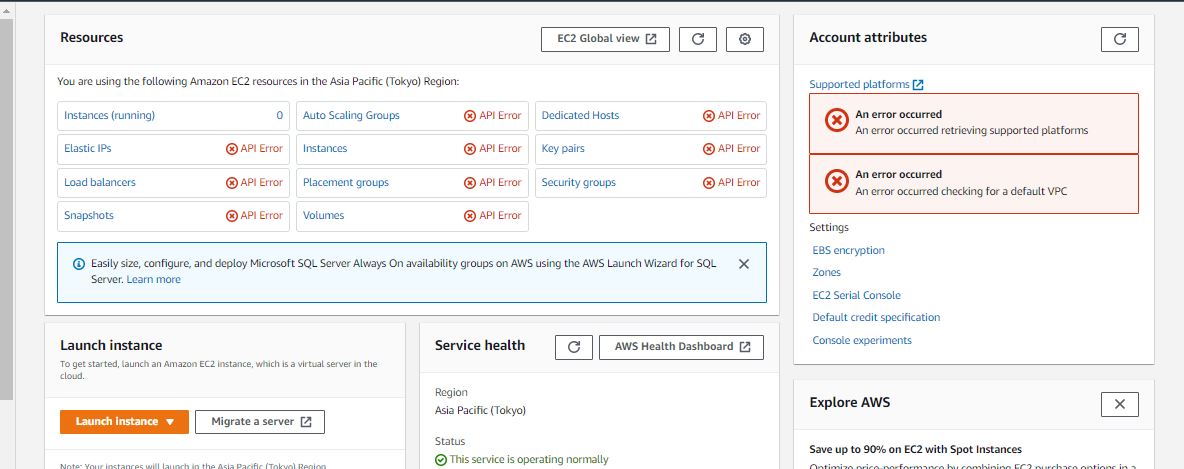 Resources
EC2 Global view
You are using the following Amazon EC2 resources in the Asia Pacific (Tokyo) Region:
Instances (running) 0
Auto Scaling Groups API Error
Dedicated Hosts API Error
Elastic IPs API Error
Instances API Error
Key pairs API Error
Load balancers API Error
Placement groups API Error
Security groups API Error
Snapshots API Error
Volumes API Error
Easily size, configure, and deploy Microsoft SQL Server Always On availability groups on AWS using the AWS Launch Wizard for SQL
Server. Learn more
Launch instance
To get started, launch an Amazon EC2 instance, which is a virtual server in the
cloud.
Launch instance
Migrate a server
Note: Your instances will launch in the Asia Pacific (Tokyo) Region
Service health
AWS Health Dashboard
Region
Asia Pacific (Tokyo)
Status
This service is operating normally
Account attributes
Supported platforms
An error occurred
An error occurred retrieving supported platforms
An error occurred
An error occurred checking for a default VPC
Settings
EBS encryption
Zones
EC2 Serial Console
Default credit specification
Console experiments
Explore AWS
Save up to 90% on EC2 with Spot Instances
Optimize price-performance by combining EC2 purchase options in a